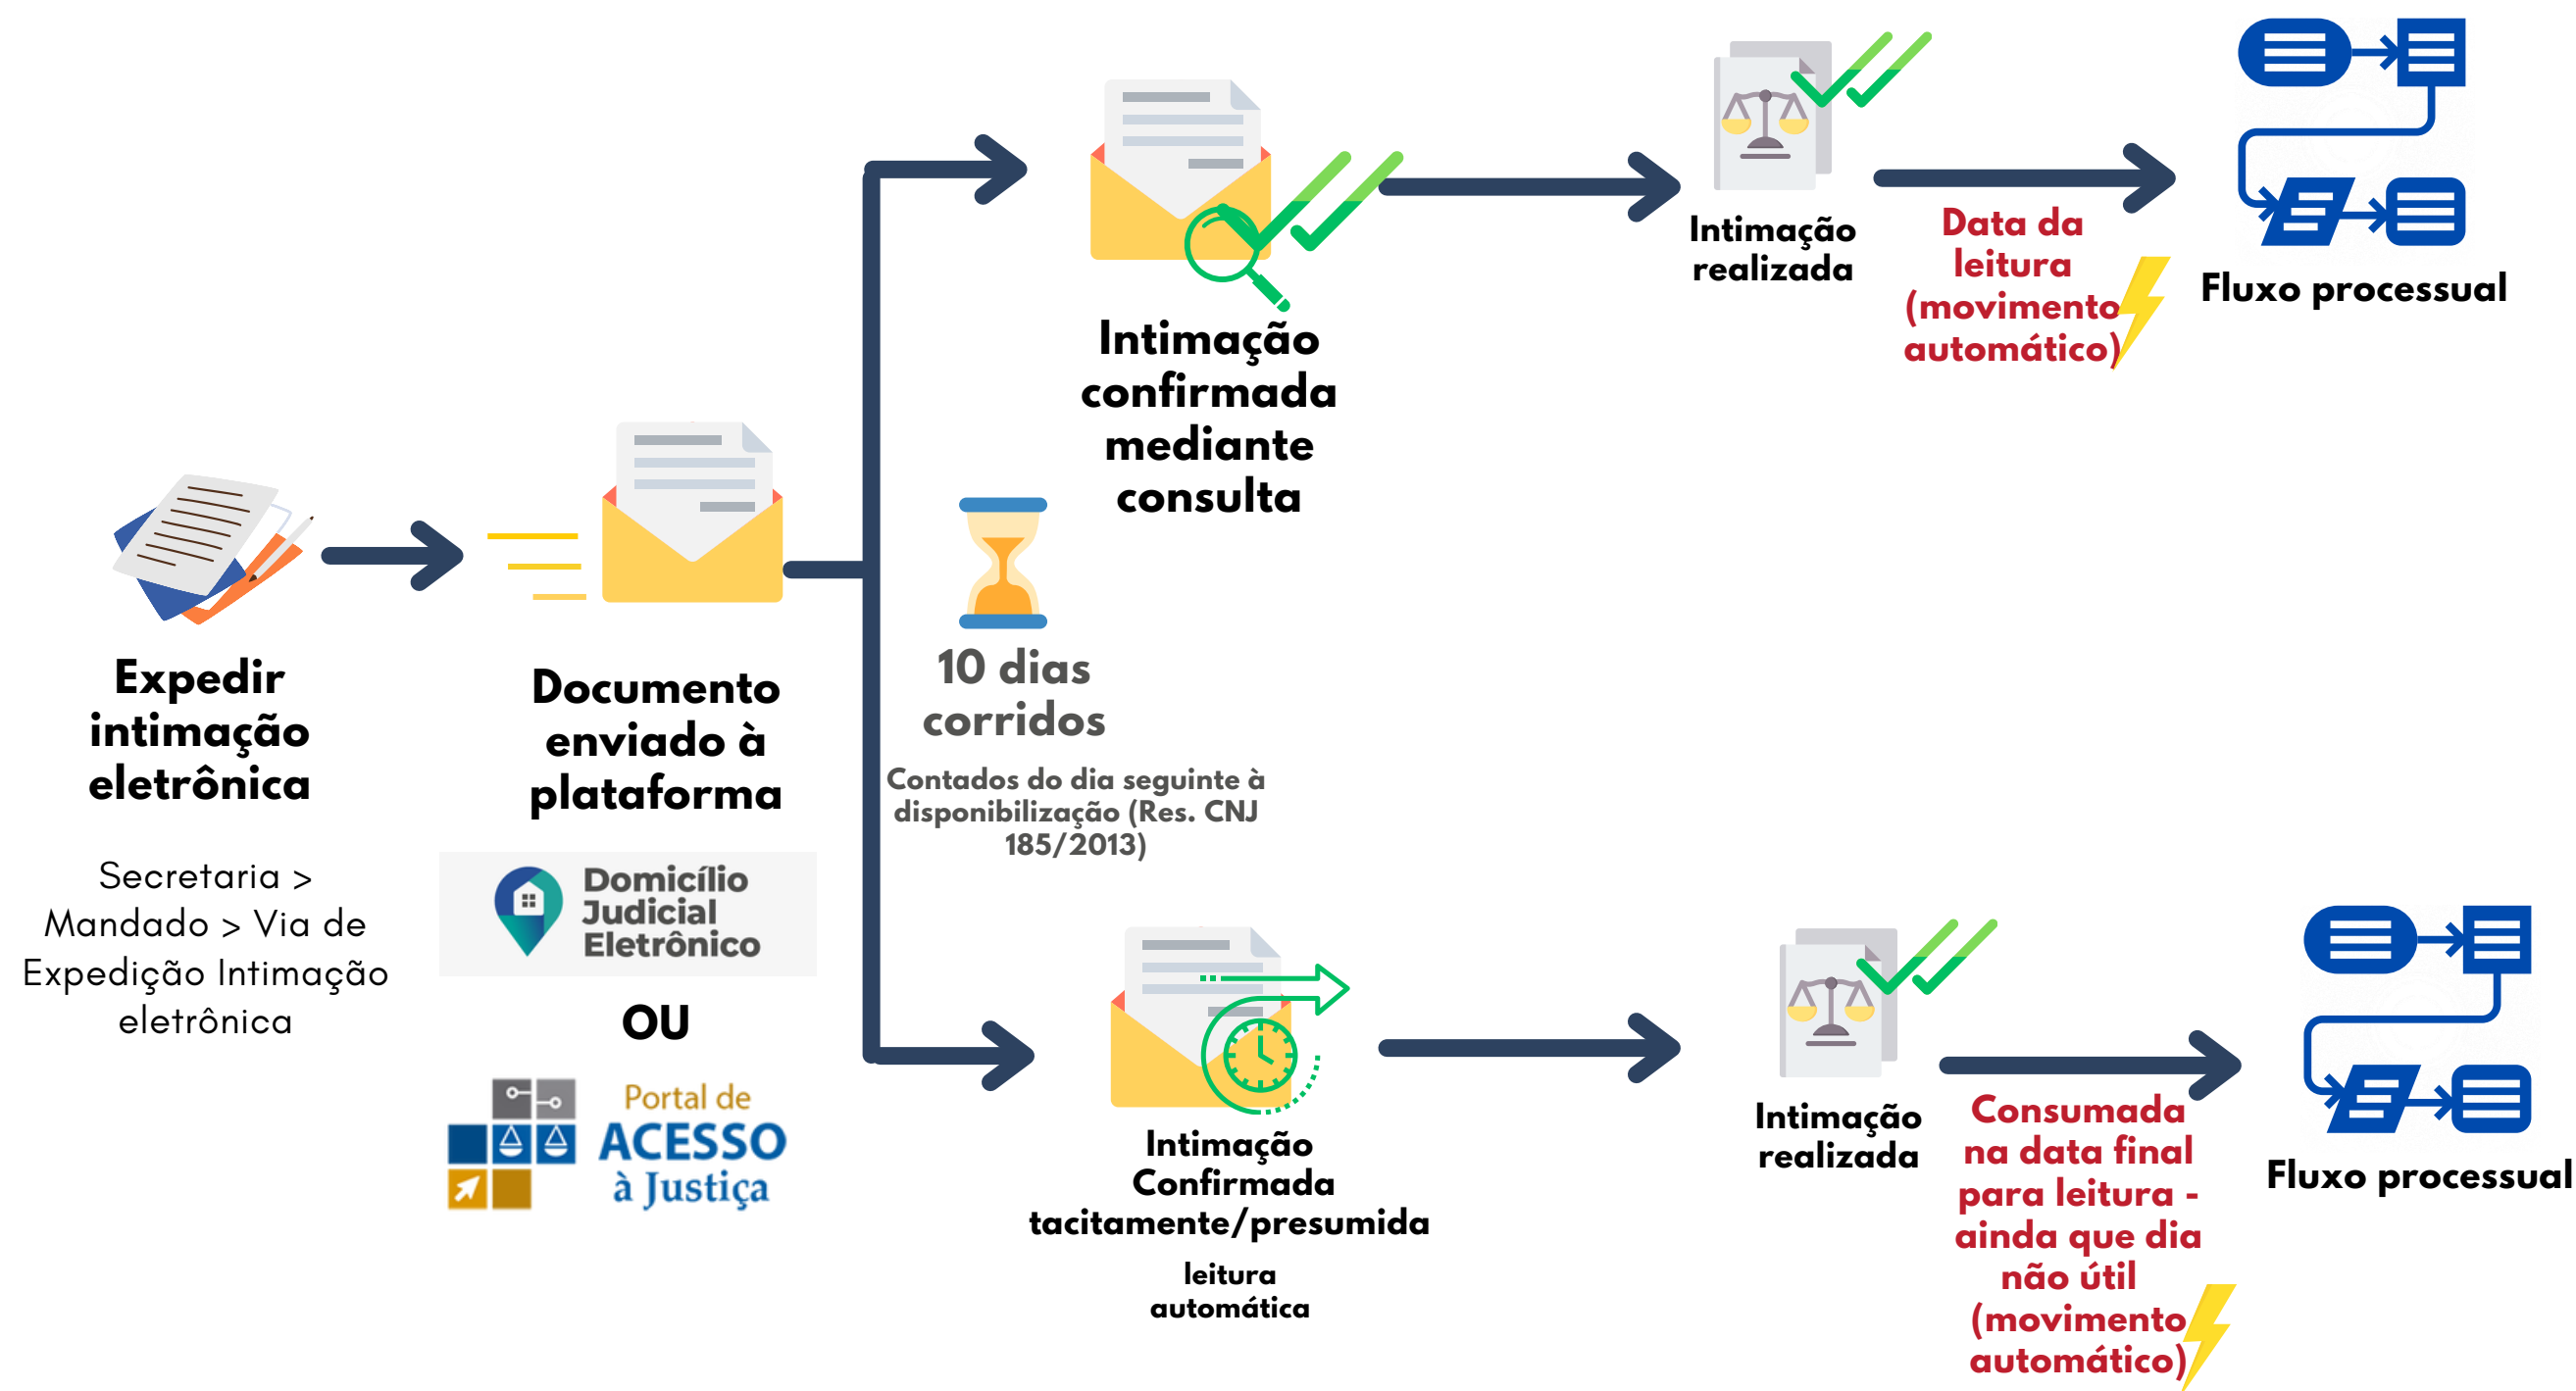 Expedir
intimação
eletrônica
Secretaria >
Mandado > Via de
Expedição Intimação
eletrônica
Documento
enviado à
plataforma
Domicílio
Judicial
Eletrônico
OU
Portal de
ACESSO
à Justiça
10 dias
corridos
Contados do dia seguinte à
disponibilização (Res. CNJ
185/2013)
Intimação
confirmada
mediante
consulta
Intimação
realizada
Data da
leitura
(movimento
automático)
Fluxo processual
Intimação
Confirmada
tacitamente/presumida
leitura
automática
Intimação
realizada
Consumada
na data final
para leitura -
ainda que dia
não útil
(movimento
automático)
Fluxo processual